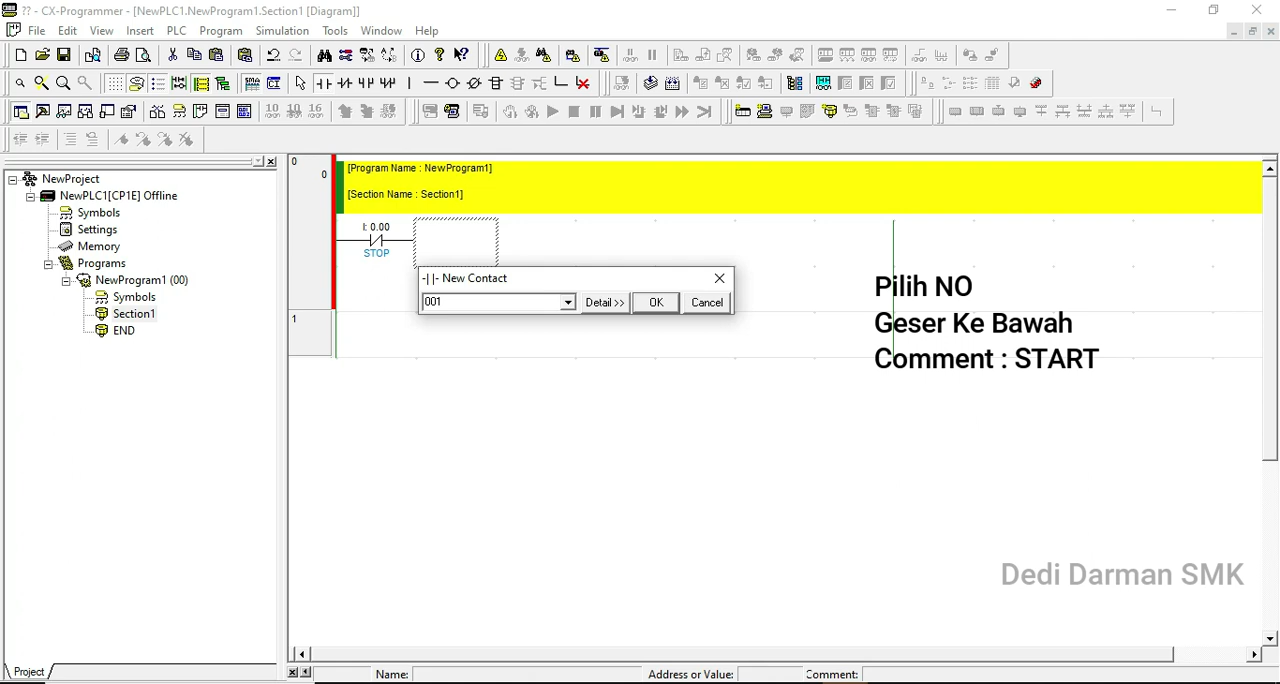 ?? - CX-Programmer - [NewPLC1.NewProgram1.Section1 [Diagram]]
File Edit View Insert PLC Program Simulation Tools Window Help
NewProject
NewPLC1[CP1E] Offline
Symbols
Settings
Memory
Programs
NewProgram1 (00)
Symbols
Section1
END
Project
0
0
[Program Name : NewProgram1]
[Section Name : Section1]
I: 0.00
STOP
New Contact
001
Detail >>
OK
Cancel
1
Pilih NO
Geser Ke Bawah
Comment : START
Dedi Darman SMK
Name:
Address or Value:
Comment: